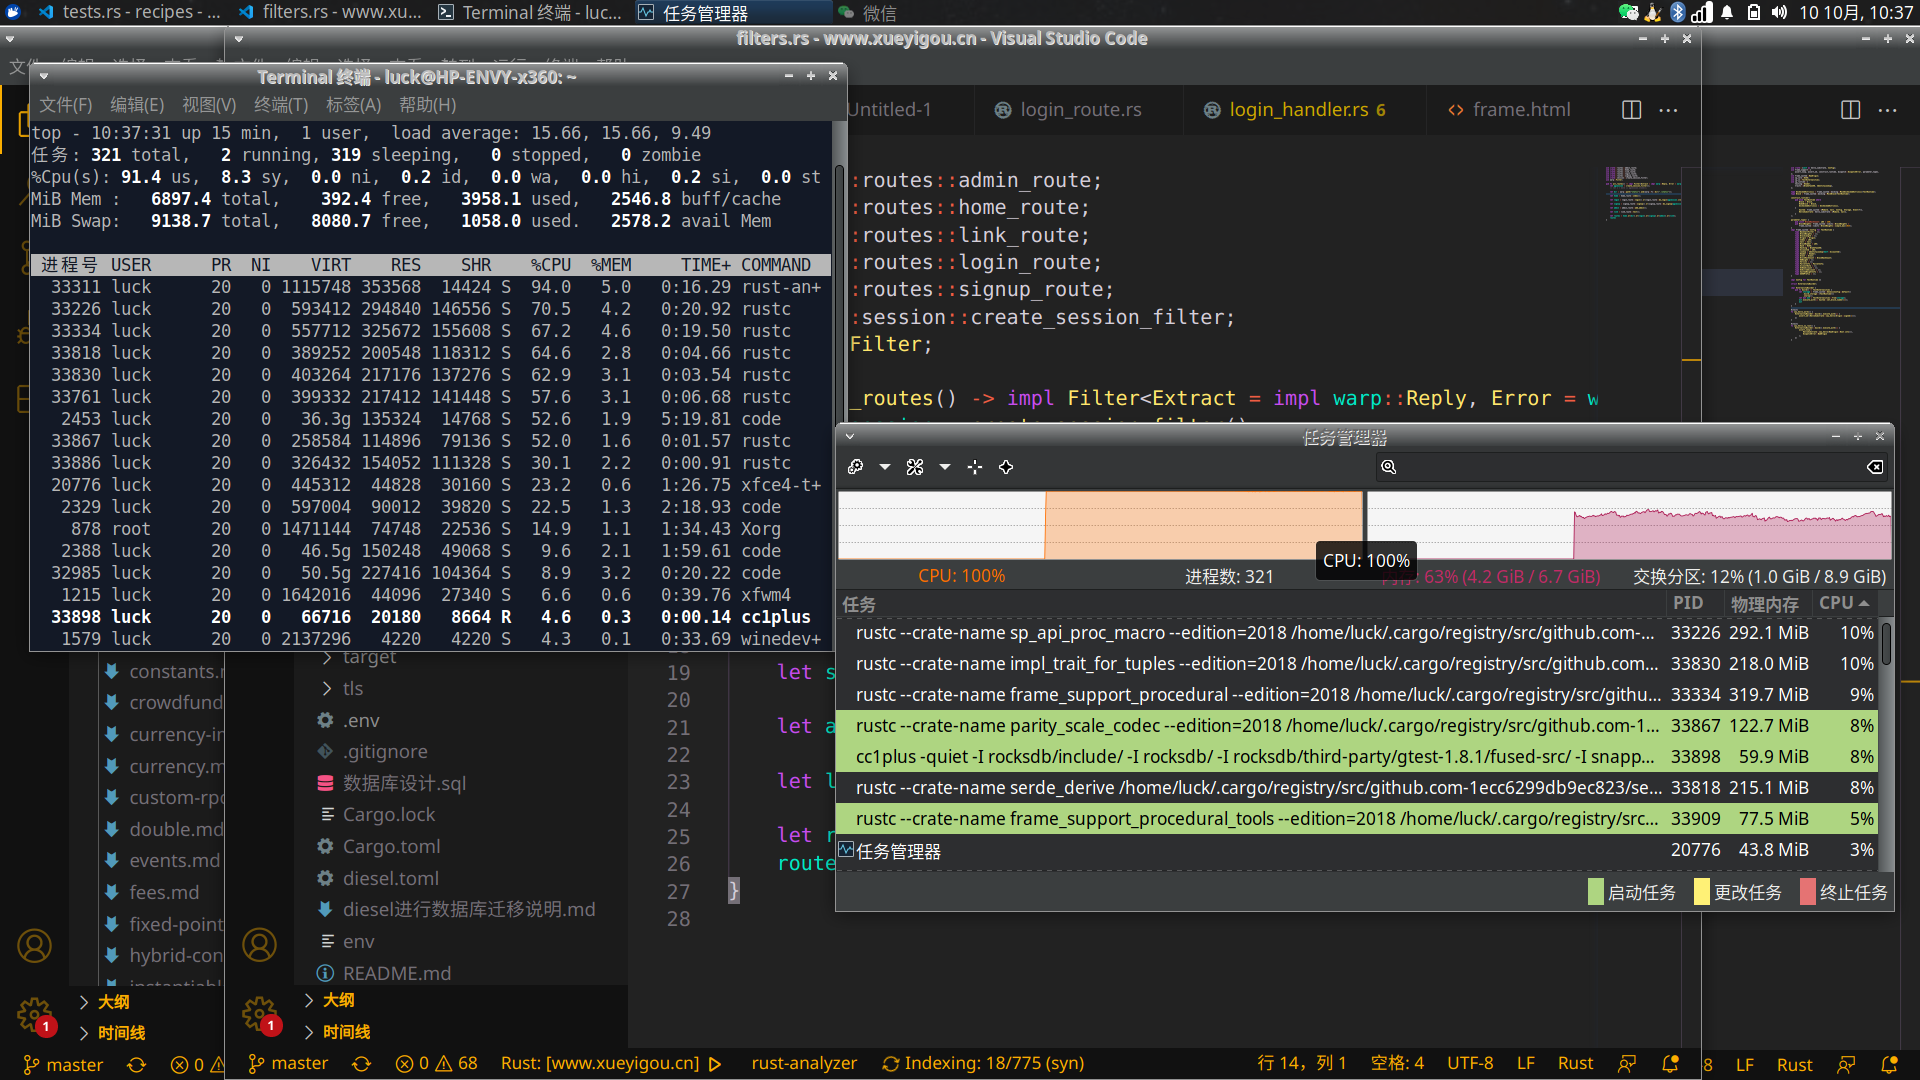 tests.rs - recipes - ...
filters.rs - www.xu...
Terminal 终端 - luc...
任务管理器
微信
10 10月, 10:37
filters.rs - www.xueyigou.cn - Visual Studio Code
Terminal 终端 - luck@HP-ENVY-x360: ~
文件(F) 编辑(E) 视图(V) 终端(T) 标签(A) 帮助(H)
top - 10:37:31 up 15 min,  1 user,  load average: 15.66, 15.66, 9.49
任务: 321 total,   2 running, 319 sleeping,   0 stopped,   0 zombie
%Cpu(s): 91.4 us,  8.3 sy,  0.0 ni,  0.2 id,  0.0 wa,  0.0 hi,  0.2 si,  0.0 st
MiB Mem :   6897.4 total,    392.4 free,   3958.1 used,   2546.8 buff/cache
MiB Swap:   9138.7 total,   8080.7 free,   1058.0 used.   2578.2 avail Mem
进程号 USER PR NI VIRT RES SHR %CPU %MEM TIME+ COMMAND
33311 luck 20 0 1115748 353568 14424 S 94.0 5.0 0:16.29 rust-an+
33226 luck 20 0 593412 294840 146556 S 70.5 4.2 0:20.92 rustc
33334 luck 20 0 557712 325672 155608 S 67.2 4.6 0:19.50 rustc
33818 luck 20 0 389252 200548 118312 S 64.6 2.8 0:04.66 rustc
33830 luck 20 0 403264 217176 137276 S 62.9 3.1 0:03.54 rustc
33761 luck 20 0 399332 217412 141448 S 57.6 3.1 0:06.68 rustc
2453 luck 20 0 36.3g 135324 14768 S 52.6 1.9 5:19.81 code
33867 luck 20 0 258584 114896 79136 S 52.0 1.6 0:01.57 rustc
33886 luck 20 0 326432 154052 111328 S 30.1 2.2 0:00.91 rustc
20776 luck 20 0 445312 44828 30160 S 23.2 0.6 1:26.75 xfce4-t+
2329 luck 20 0 597004 90012 39820 S 22.5 1.3 2:18.93 code
878 root 20 0 1471144 74748 22536 S 14.9 1.1 1:34.43 Xorg
2388 luck 20 0 46.5g 150248 49068 S 9.6 2.1 1:59.61 code
32985 luck 20 0 50.5g 227416 104364 S 8.9 3.2 0:20.22 code
1215 luck 20 0 1642016 44096 27340 S 6.6 0.6 0:39.76 xfwm4
33898 luck 20 0 66716 20180 8664 R 4.6 0.3 0:00.14 cc1plus
1579 luck 20 0 2137296 4220 4220 S 4.3 0.1 0:33.69 winedev+
Untitled-1
login_route.rs
login_handler.rs 6
frame.html
:routes::admin_route;
:routes::home_route;
:routes::link_route;
:routes::login_route;
:routes::signup_route;
:session::create_session_filter;
Filter;
_routes() -> impl Filter<Extract = impl warp::Reply, Error = w
任务管理器
CPU: 100%
进程数: 321
CPU: 100%
63% (4.2 GiB / 6.7 GiB)
交换分区: 12% (1.0 GiB / 8.9 GiB)
任务 PID 物理内存 CPU
rustc --crate-name sp_api_proc_macro --edition=2018 /home/luck/.cargo/registry/src/github.com-... 33226 292.1 MiB 10%
rustc --crate-name impl_trait_for_tuples --edition=2018 /home/luck/.cargo/registry/src/github.com... 33830 218.0 MiB 10%
rustc --crate-name frame_support_procedural --edition=2018 /home/luck/.cargo/registry/src/githu... 33334 319.7 MiB 9%
rustc --crate-name parity_scale_codec --edition=2018 /home/luck/.cargo/registry/src/github.com-1... 33867 122.7 MiB 8%
cc1plus -quiet -I rocksdb/include/ -I rocksdb/ -I rocksdb/third-party/gtest-1.8.1/fused-src/ -I snapp... 33898 59.9 MiB 8%
rustc --crate-name serde_derive /home/luck/.cargo/registry/src/github.com-1ecc6299db9ec823/se... 33818 215.1 MiB 8%
rustc --crate-name frame_support_procedural_tools --edition=2018 /home/luck/.cargo/registry/src... 33909 77.5 MiB 5%
任务管理器 20776 43.8 MiB 3%
启动任务 更改任务 终止任务
constants.
crowdfund
currency-i
currency.m
custom-rp
double.md
events.md
fees.md
fixed-point
hybrid-con
大纲
时间线
target
tls
.env
.gitignore
数据库设计.sql
Cargo.lock
Cargo.toml
diesel.toml
diesel进行数据库迁移说明.md
env
README.md
大纲
时间线
19 let s
20
21 let a
22
23 let l
24
25 let r
26 route
27 }
28
1
1
master
0
master
0 68
Rust: [www.xueyigou.cn]
rust-analyzer
Indexing: 18/775 (syn)
行 14，列 1
空格: 4
UTF-8
LF
Rust
8
LF
Rust